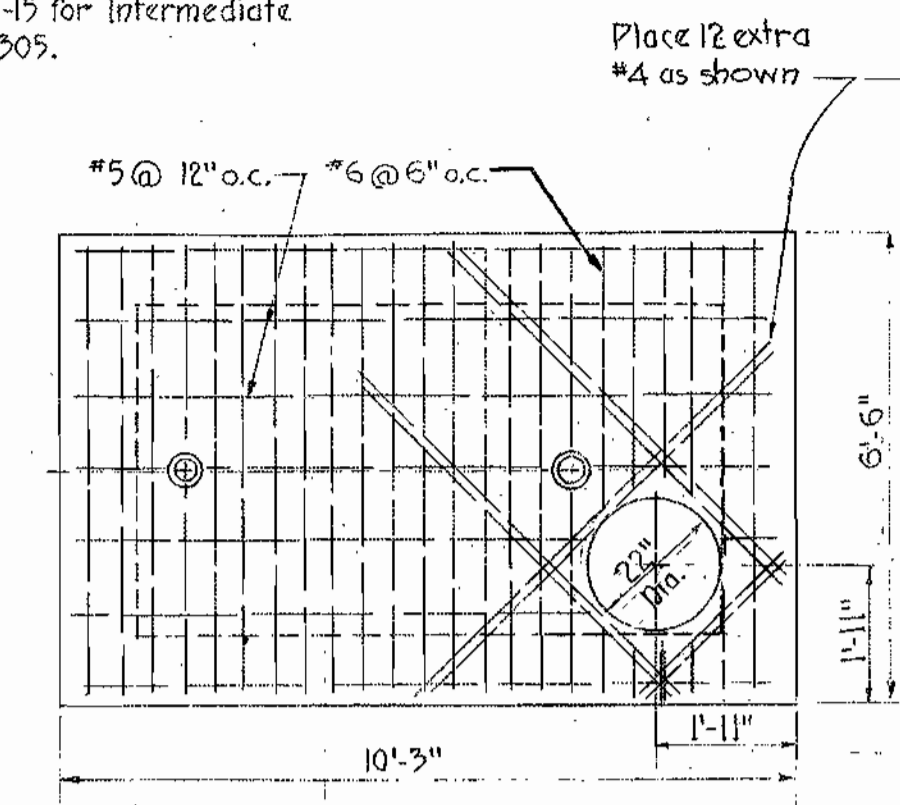 -15 for Intermediate
305.
Place 12 extra
#4 as shown
#5 @ 12" o.c.
#6 @ 6" o.c.
6'-6"
22"
Dia.
1'-11"
1'-11"
10'-3"